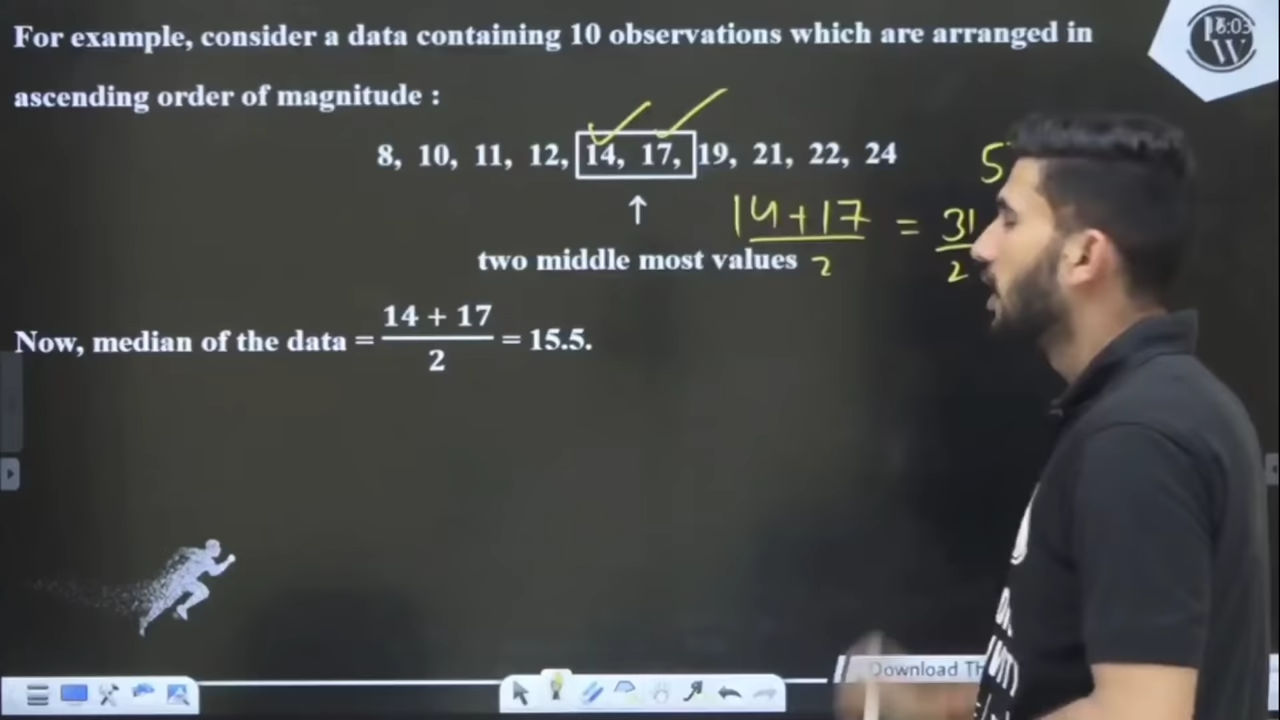 For example, consider a data containing 10 observations which are arranged in
ascending order of magnitude :
8, 10, 11, 12, 14, 17, 19, 21, 22, 24
5
↑
14+17/2 = 31/2
two middle most values
Now, median of the data = 14 + 17/2 = 15.5.
Download